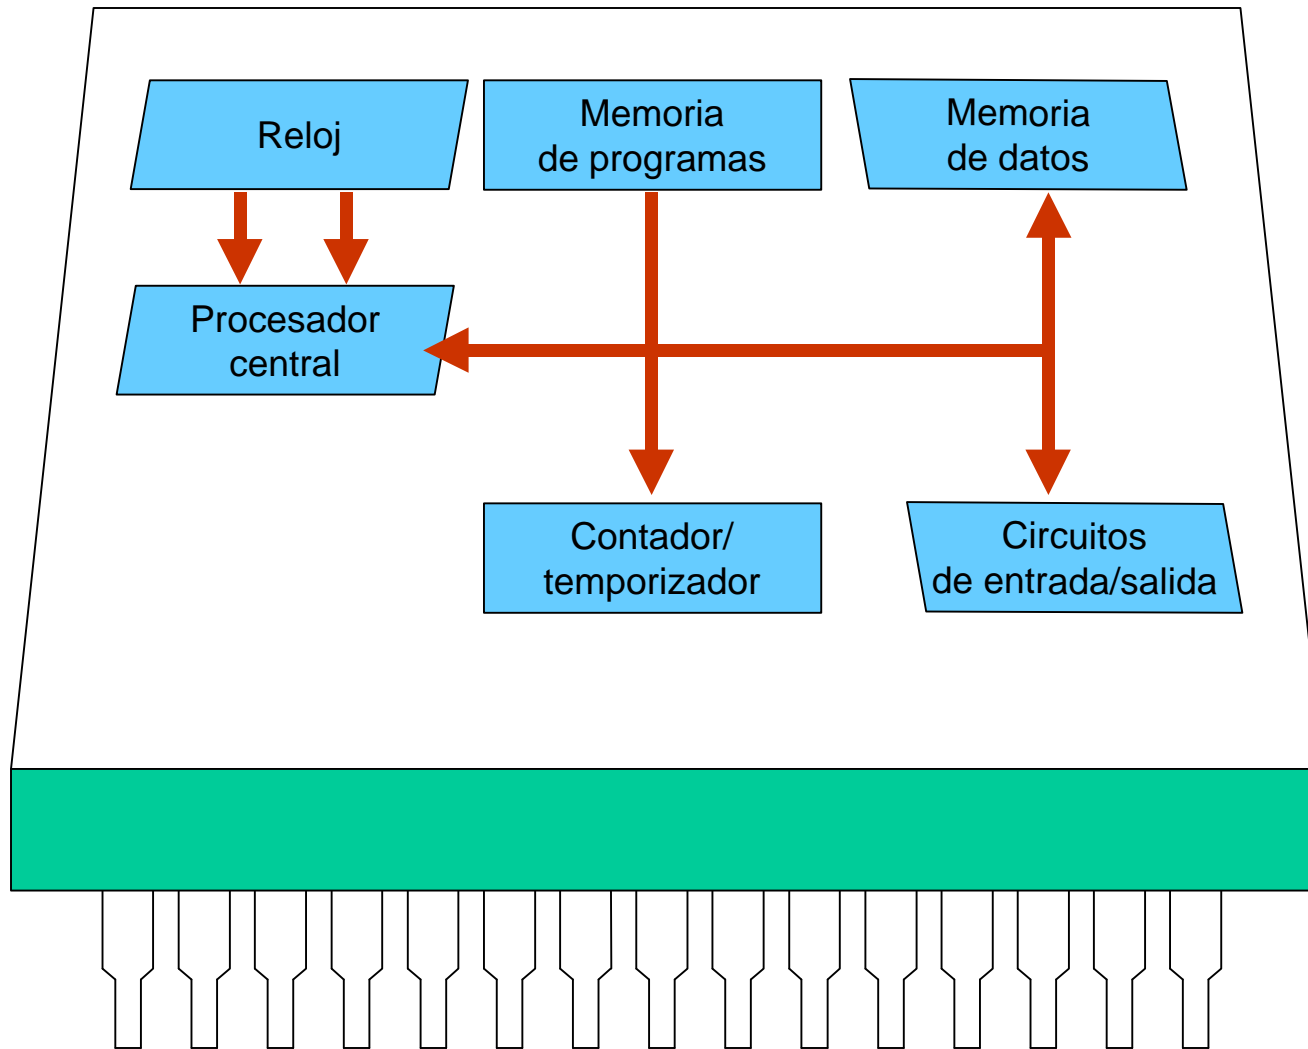 Reloj
Memoria
de programas
Memoria
de datos
Procesador
central
Contador/
temporizador
Circuitos
de entrada/salida